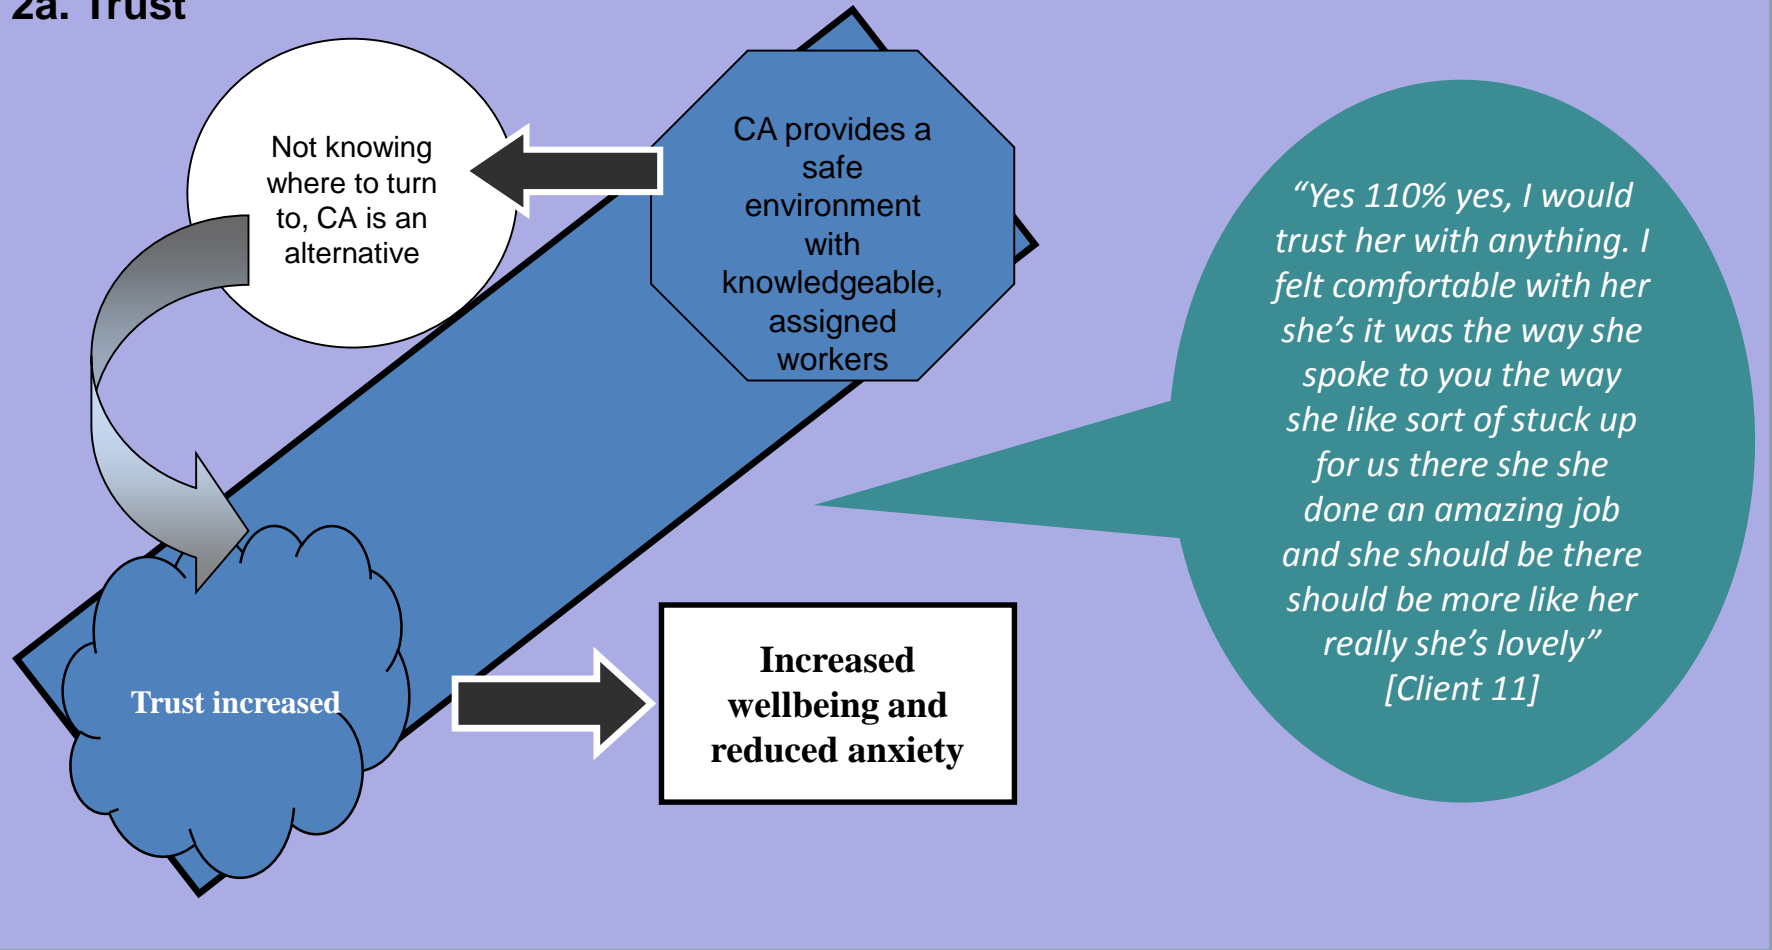 2a. Trust
Not knowing
where to turn
to, CA is an
alternative
CA provides a
safe
environment
with
knowledgeable,
assigned
workers
Trust increased
Increased
wellbeing and
reduced anxiety
“Yes 110% yes, I would
trust her with anything. I
felt comfortable with her
she’s it was the way she
spoke to you the way
she like sort of stuck up
for us there she she
done an amazing job
and she should be there
should be more like her
really she’s lovely”
[Client 11]